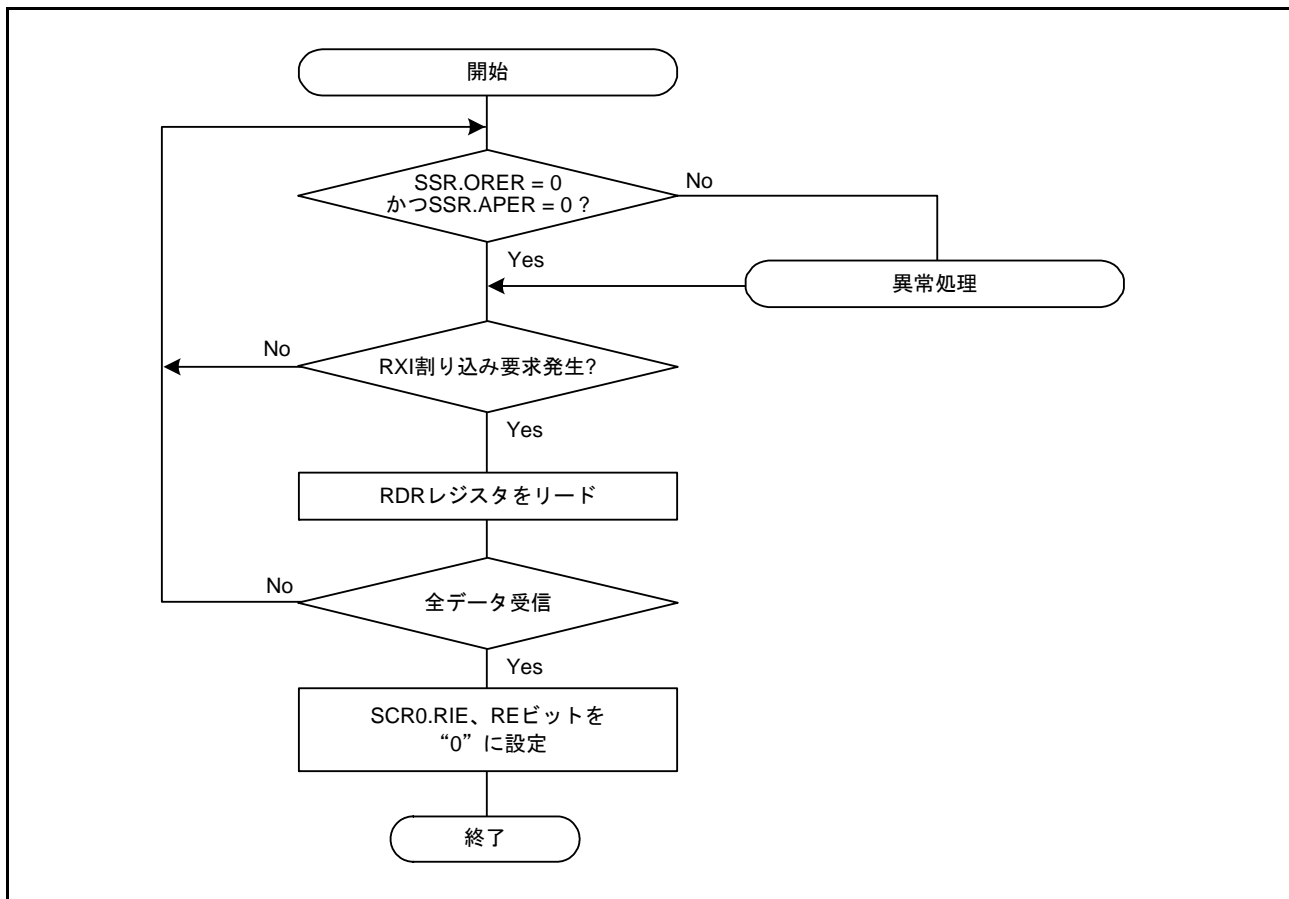 開始
SSR.ORER = 0
かつSSR.APER = 0 ?
No
Yes
異常処理
No
RXI割り込み要求発生?
Yes
RDRレジスタをリード
No
全データ受信
Yes
SCR0.RIE、REビットを
“0”に設定
終了